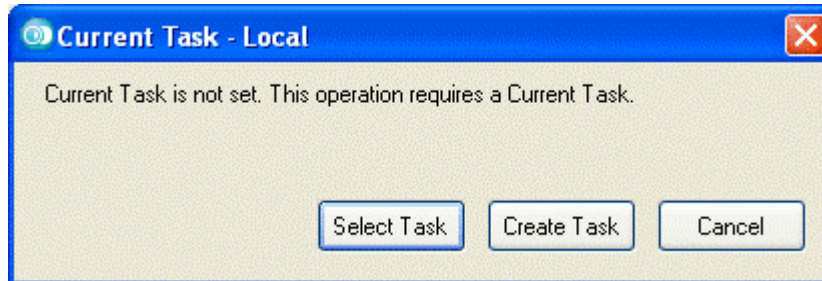 Current Task - Local
Current Task is not set. This operation requires a Current Task.
Select Task Create Task Cancel